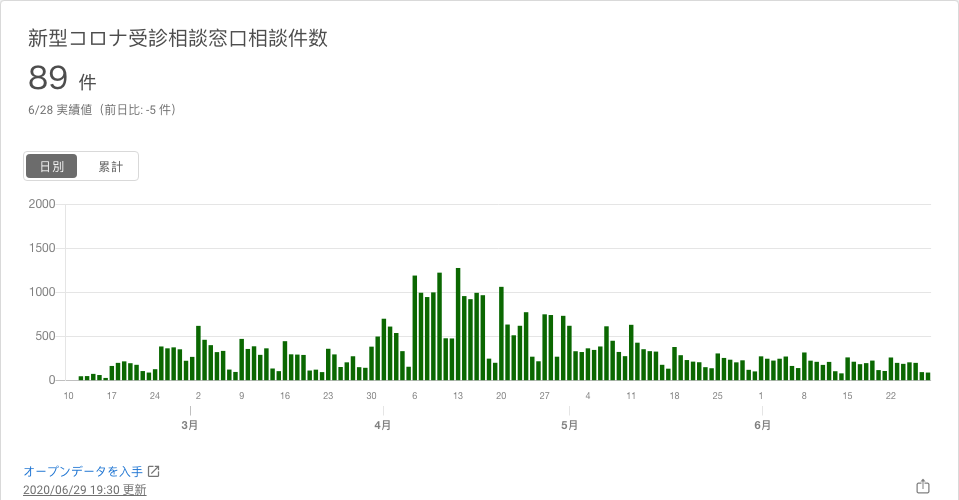 新型コロナ受診相談窓口相談件数
89 件
6/28 実績値（前日比: -5 件）
日別 累計
2000
1500
1000
500
0
10 17 24 2 9 16 23 30 6 13 20 27 4 11 18 25 1 8 15 22
3月 4月 5月 6月
オープンデータを入手
2020/06/29 19:30 更新